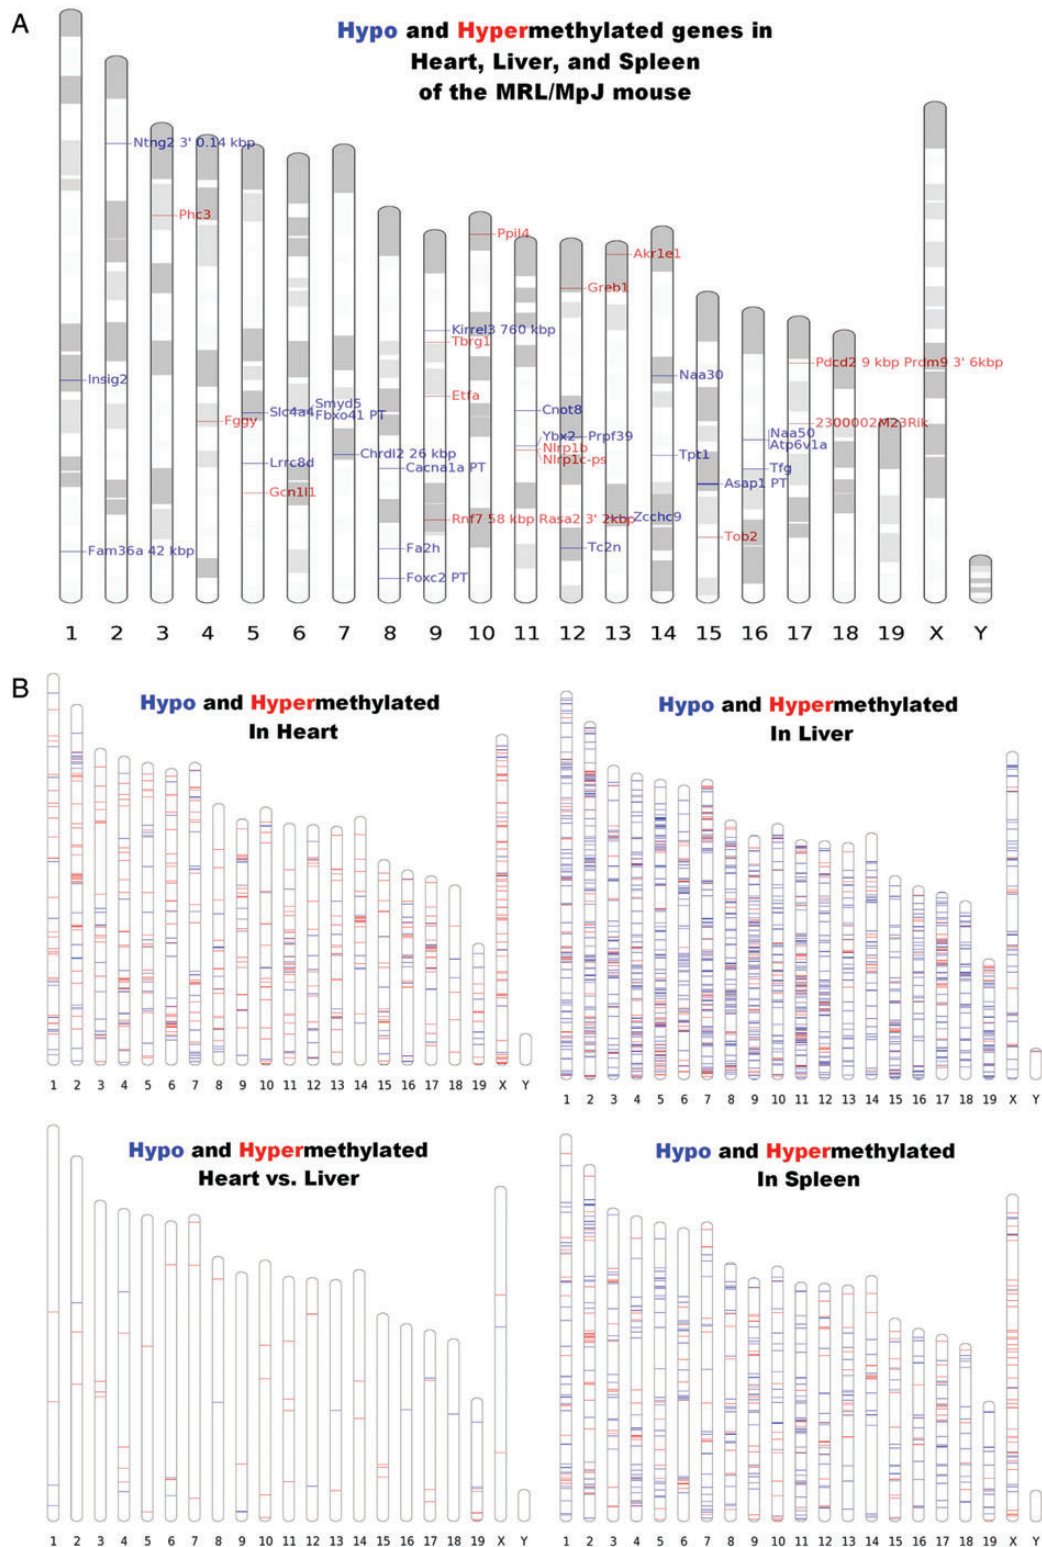 A
Hypo and Hypermethylated genes in
Heart, Liver, and Spleen
of the MRL/MpJ mouse
Ntng2 3' 0.14 kbp
Phc3
Ppil4
Akr1e1
Greb1
Kirrel3 760 kbp
Tbrg1
Pdcd2 9 kbp Prdm9 3' 6kbp
Insig2
Naa30
Etfa
Smyd5
Slc4a4
Fbxo41 PT
Cnot8
Fggy
2300002M23Rik
Ybx2
Prpf39
Naa50
Atp6v1a
Nlrp1b
Nlrp1c-ps
Chrdl2 26 kbp
Tpt1
Lrrc8d
Cacna1a PT
Tfg
Asap1 PT
Gcn1l1
Rnf7 58 kbp Rasa2 3' 2kbp
Zcchc9
Tob2
Fam36a 42 kbp
Fa2h
Tc2n
Foxc2 PT
1 2 3 4 5 6 7 8 9 10 11 12 13 14 15 16 17 18 19 X Y
B
Hypo and Hypermethylated
In Heart
1 2 3 4 5 6 7 8 9 10 11 12 13 14 15 16 17 18 19 X Y
Hypo and Hypermethylated
In Liver
1 2 3 4 5 6 7 8 9 10 11 12 13 14 15 16 17 18 19 X Y
Hypo and Hypermethylated
Heart vs. Liver
1 2 3 4 5 6 7 8 9 10 11 12 13 14 15 16 17 18 19 X Y
Hypo and Hypermethylated
In Spleen
1 2 3 4 5 6 7 8 9 10 11 12 13 14 15 16 17 18 19 X Y